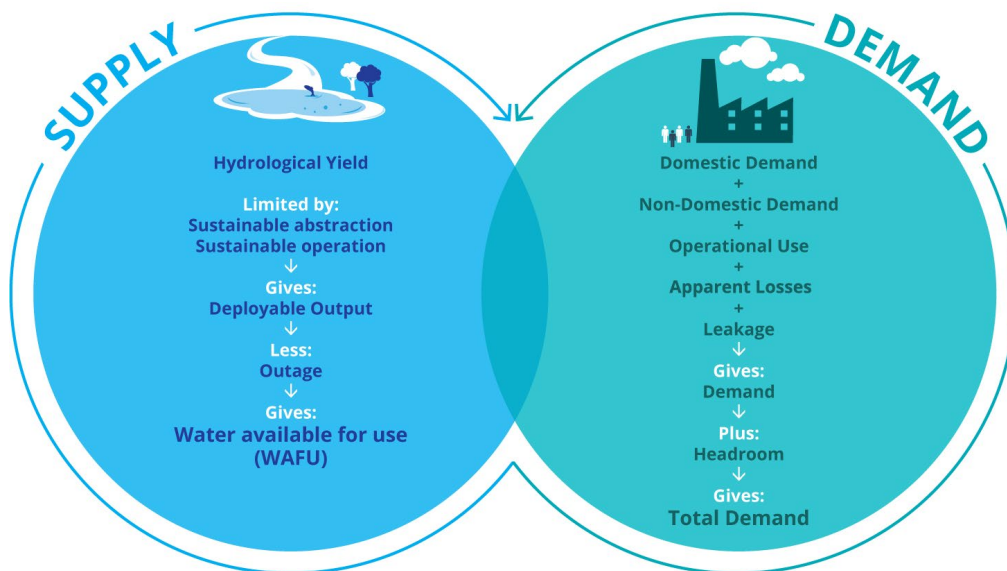 SUPPLY
Hydrological Yield
Limited by:
Sustainable abstraction
Sustainable operation
↓
Gives:
Deployable Output
↓
Less:
Outage
↓
Gives:
Water available for use
(WAFU)
DEMAND
Domestic Demand
+
Non-Domestic Demand
+
Operational Use
+
Apparent Losses
+
Leakage
↓
Gives:
Demand
↓
Plus:
Headroom
↓
Gives:
Total Demand